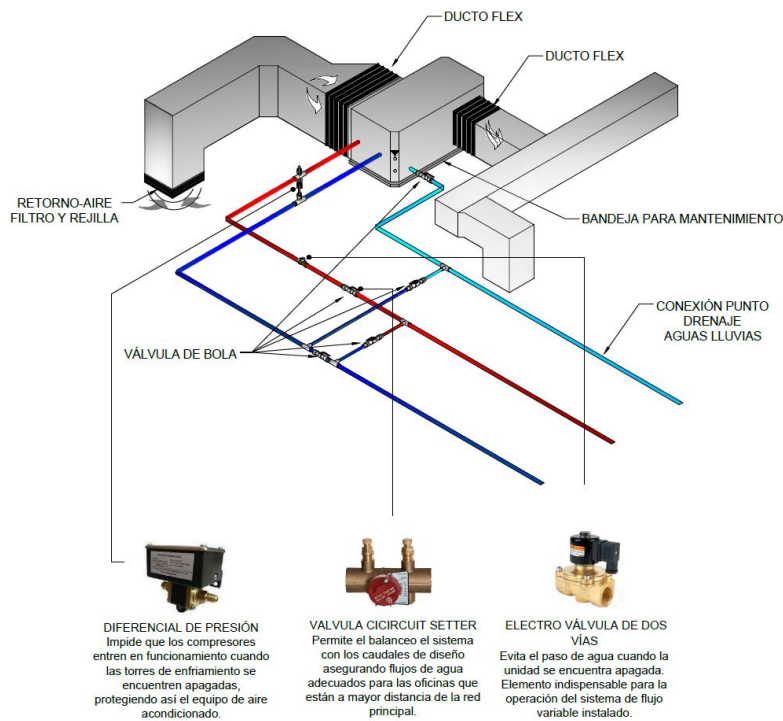 DUCTO FLEX
DUCTO FLEX
RETORNO-AIRE
FILTRO Y REJILLA
BANDEJA PARA MANTENIMIENTO
CONEXIÓN PUNTO
DRENAJE
AGUAS LLUVIAS
VÁLVULA DE BOLA
DIFERENCIAL DE PRESIÓN
Impide que los compresores
entren en funcionamiento cuando
las torres de enfriamiento se
encuentren apagadas,
protegiendo así el equipo de aire
acondicionado.
VALVULA CICIRCUIT SETTER
Permite el balanceo el sistema
con los caudales de diseño
asegurando flujos de agua
adecuados para las oficinas que
están a mayor distancia de la red
principal.
ELECTRO VÁLVULA DE DOS
VÍAS
Evita el paso de agua cuando la
unidad se encuentra apagada.
Elemento indispensable para la
operación del sistema de flujo
variable instalado.